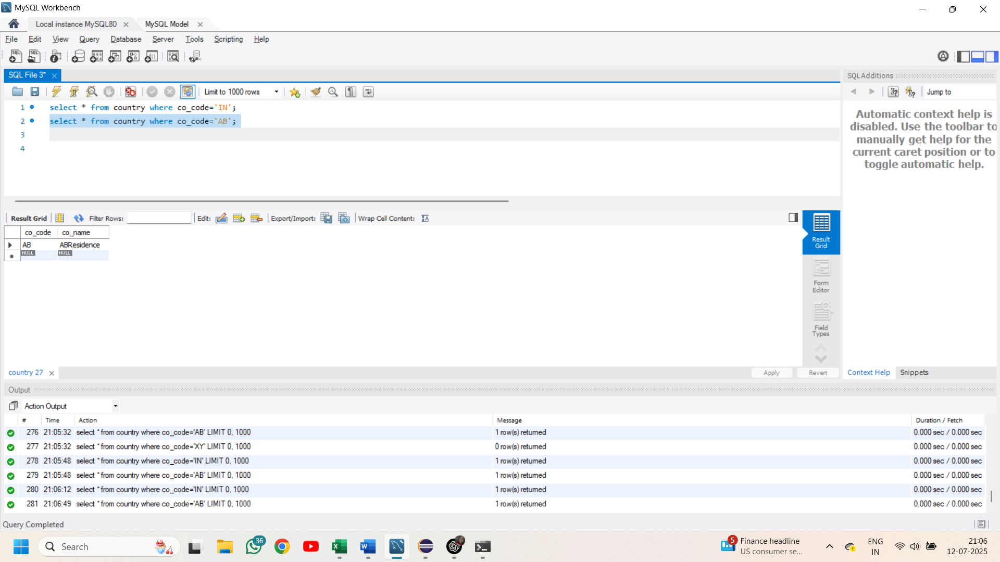 MySQL Workbench
Local instance MySQL80
MySQL Model
File Edit View Query Database Server Tools Scripting Help
SQL File 3*
SQLAdditions
Limit to 1000 rows
Jump to
1 select * from country where co_code='IN';
2 select * from country where co_code='AB';
3
4
Automatic context help is
disabled. Use the toolbar to
manually get help for the
current caret position or to
toggle automatic help.
Result Grid Filter Rows: Edit: Export/Import: Wrap Cell Content:
co_code co_name
AB ABResidence
NULL NULL
Result
Grid
Form
Editor
Field
Types
country 27
Apply Revert
Context Help Snippets
Output
Action Output
# Time Action Message Duration / Fetch
276 21:05:32 select * from country where co_code='AB' LIMIT 0, 1000 1 row(s) returned 0.000 sec / 0.000 sec
277 21:05:32 select * from country where co_code='XY' LIMIT 0, 1000 0 row(s) returned 0.000 sec / 0.000 sec
278 21:05:48 select * from country where co_code='IN' LIMIT 0, 1000 1 row(s) returned 0.000 sec / 0.000 sec
279 21:05:48 select * from country where co_code='AB' LIMIT 0, 1000 1 row(s) returned 0.000 sec / 0.000 sec
280 21:06:12 select * from country where co_code='IN' LIMIT 0, 1000 1 row(s) returned 0.000 sec / 0.000 sec
281 21:06:49 select * from country where co_code='AB' LIMIT 0, 1000 1 row(s) returned 0.000 sec / 0.000 sec
Query Completed
Search
36
5
Finance headline
US consumer se...
ENG
IN
21:06
12-07-2025